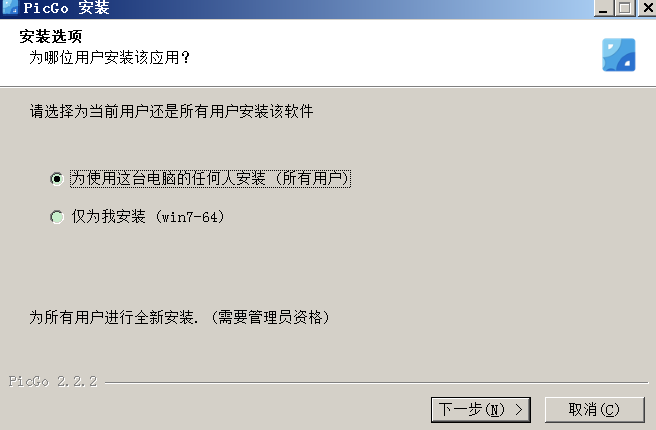 PicGo 安装
安装选项
为哪位用户安装该应用？
请选择为当前用户还是所有用户安装该软件
为使用这台电脑的任何人安装 (所有用户)
仅为我安装 (win7-64)
为所有用户进行全新安装. (需要管理员资格)
PicGo 2.2.2
下一步(N) >
取消(C)